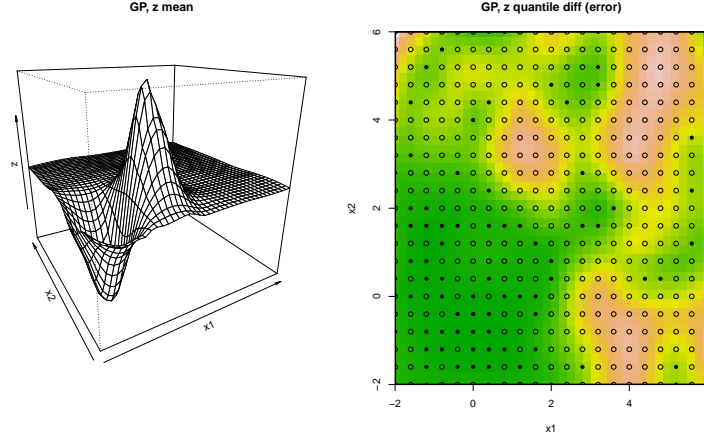 GP, z mean
z
x2
x1
GP, z quantile diff (error)
6
4
2
0
−2
x2
−2
0
2
4
x1